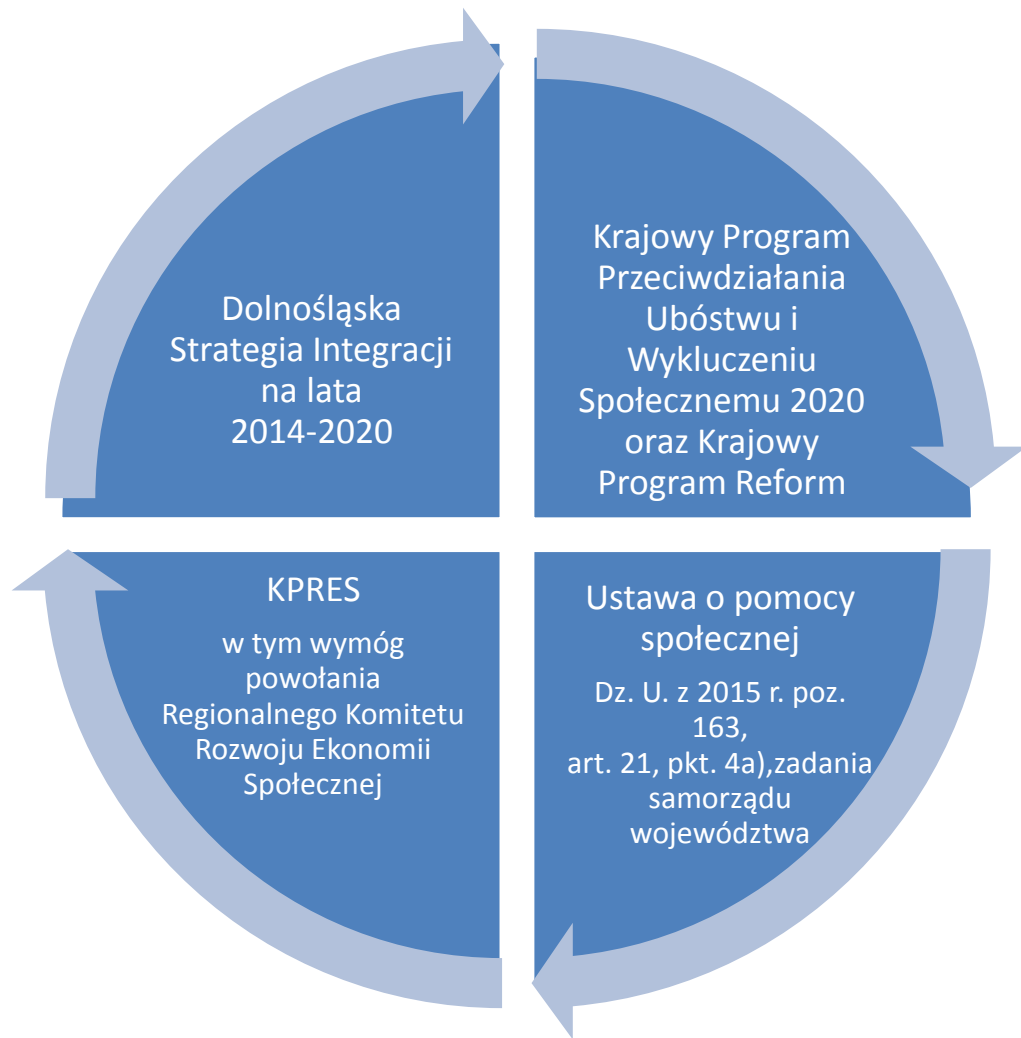 Dolnośląska
Strategia Integracji
na lata
2014-2020
Krajowy Program
Przeciwdziałania
Ubóstwu i
Wykluczeniu
Społecznemu 2020
oraz Krajowy
Program Reform
KPRES
w tym wymóg
powołania
Regionalnego Komitetu
Rozwoju Ekonomii
Społecznej
Ustawa o pomocy
społecznej
Dz. U. z 2015 r. poz.
163,
art. 21, pkt. 4a),zadania
samorządu
województwa